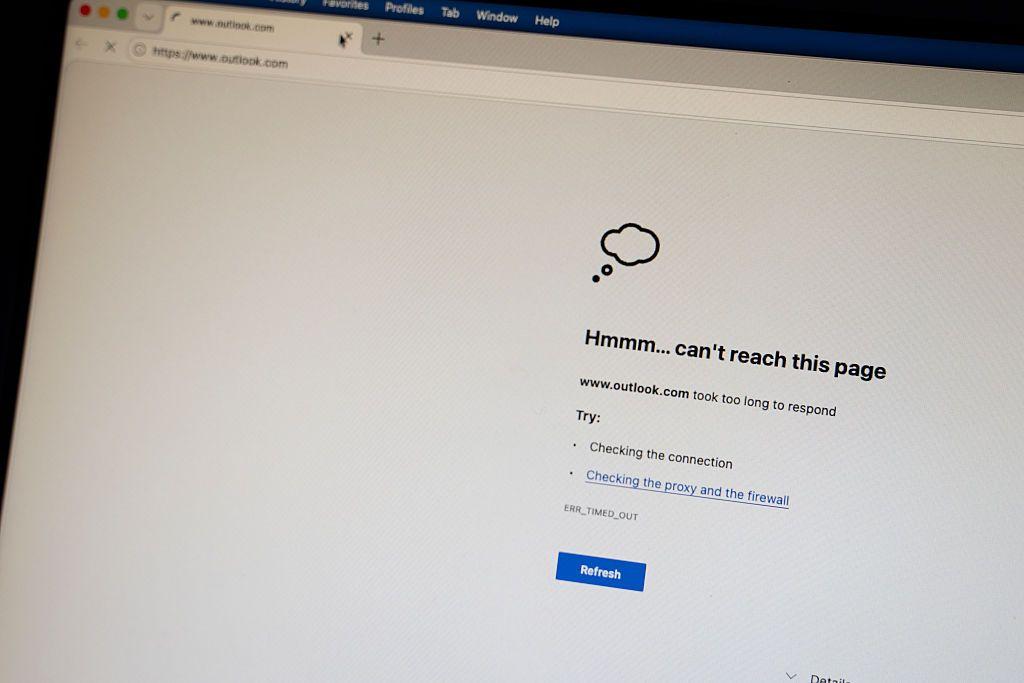 Favorites Profiles Tab Window Help
www.outlook.com
https://www.outlook.com
Hmmm... can't reach this page
www.outlook.com took too long to respond
Try:
• Checking the connection
• Checking the proxy and the firewall
ERR_TIMED_OUT
Refresh